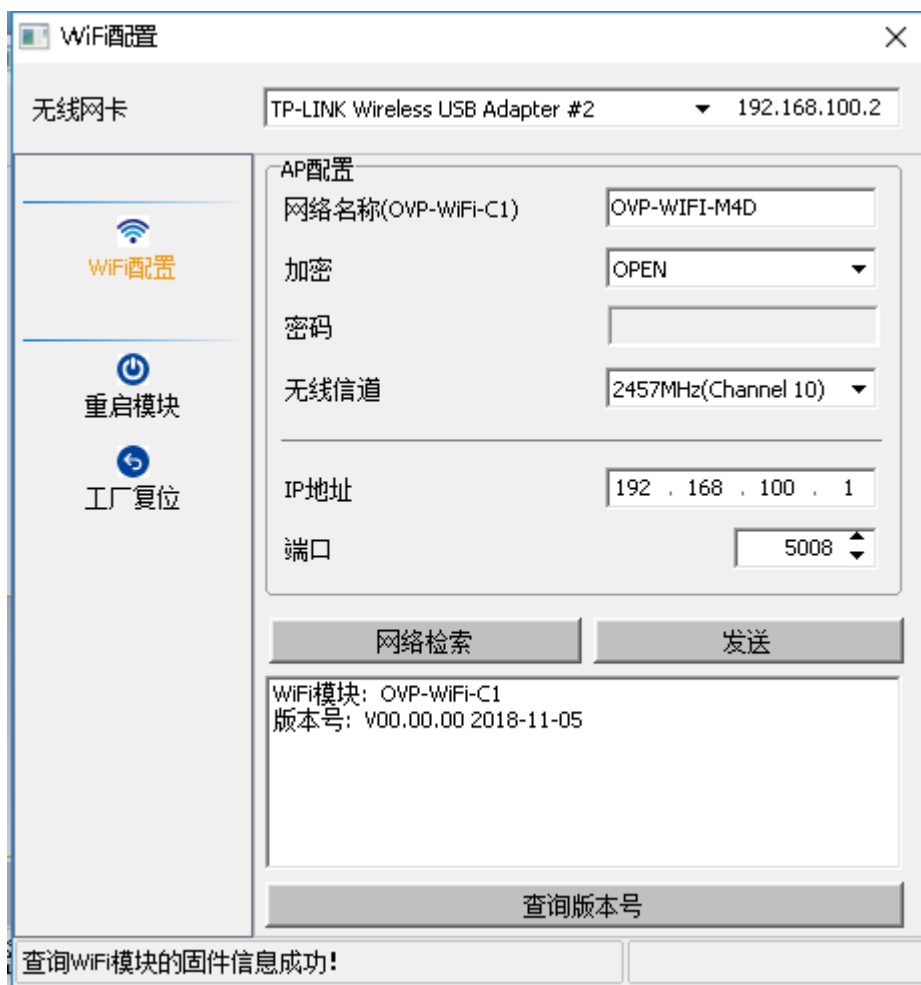 WiFi配置
无线网卡
TP-LINK Wireless USB Adapter #2 192.168.100.2
AP配置
网络名称(OVP-WiFi-C1) OVP-WIFI-M4D
加密 OPEN
密码
无线信道 2457MHz(Channel 10)
IP地址 192 . 168 . 100 . 1
端口 5008
WiFi配置
重启模块
工厂复位
网络检索 发送
WiFi模块: OVP-WiFi-C1
版本号: V00.00.00 2018-11-05
查询版本号
查询WiFi模块的固件信息成功!